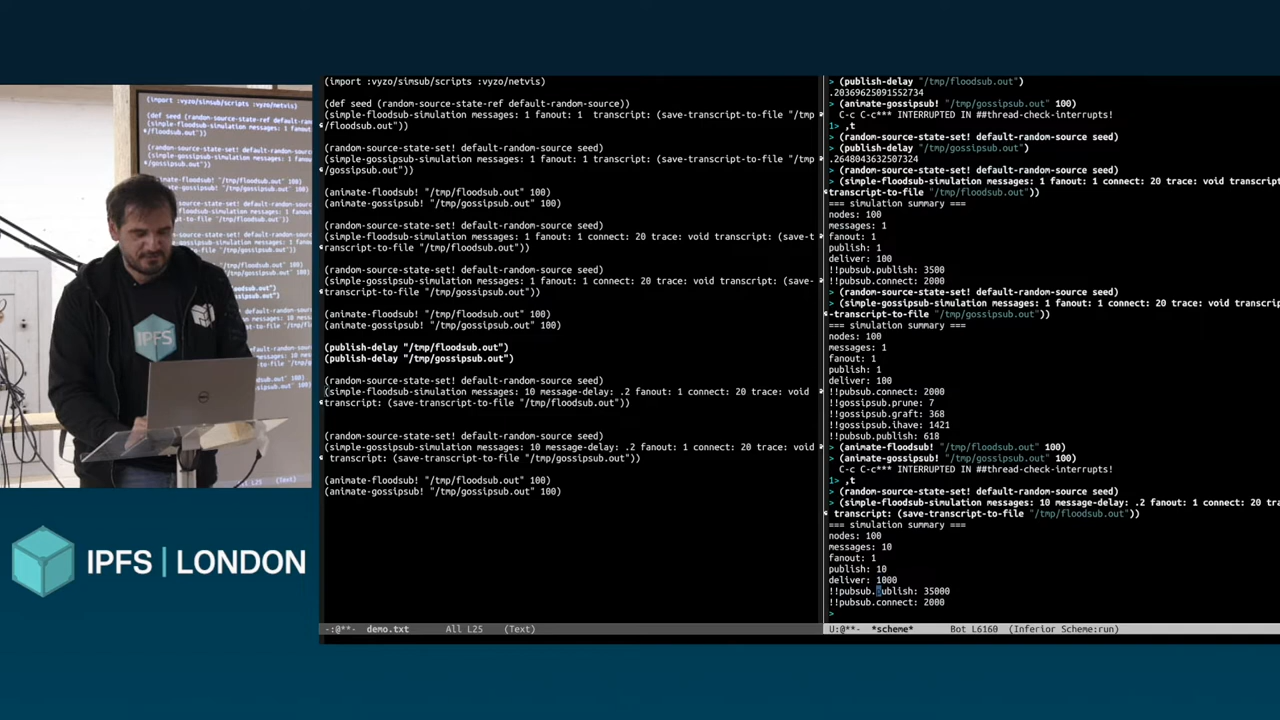 (import :vyzo/simsub/scripts :vyzo/netvis)
(def seed (random-source-state-ref default-random-source))
(simple-floodsub-simulation messages: 1 fanout: 1  transcript: (save-transcript-to-file "/tmp
/floodsub.out"))
(random-source-state-set! default-random-source seed)
(simple-gossipsub-simulation messages: 1 fanout: 1 transcript: (save-transcript-to-file "/tmp
/gossipsub.out"))
(animate-floodsub! "/tmp/floodsub.out" 100)
(animate-gossipsub! "/tmp/gossipsub.out" 100)
(random-source-state-set! default-random-source seed)
(simple-floodsub-simulation messages: 1 fanout: 1 connect: 20 trace: void transcript: (save-t
ranscript-to-file "/tmp/floodsub.out"))
(random-source-state-set! default-random-source seed)
(simple-gossipsub-simulation messages: 1 fanout: 1 connect: 20 trace: void transcript: (save-
transcript-to-file "/tmp/gossipsub.out"))
(animate-floodsub! "/tmp/floodsub.out" 100)
(animate-gossipsub! "/tmp/gossipsub.out" 100)
(publish-delay "/tmp/floodsub.out")
(publish-delay "/tmp/gossipsub.out")
(random-source-state-set! default-random-source seed)
(simple-floodsub-simulation messages: 10 message-delay: .2 fanout: 1 connect: 20 trace: void
transcript: (save-transcript-to-file "/tmp/floodsub.out"))
(random-source-state-set! default-random-source seed)
(simple-gossipsub-simulation messages: 10 message-delay: .2 fanout: 1 connect: 20 trace: void
transcript: (save-transcript-to-file "/tmp/gossipsub.out"))
(animate-floodsub! "/tmp/floodsub.out" 100)
(animate-gossipsub! "/tmp/gossipsub.out" 100)
-:@**-  demo.txt  All L25  (Text)
> (publish-delay "/tmp/floodsub.out")
.20369625091552734
> (animate-gossipsub! "/tmp/gossipsub.out" 100)
C-c C-c*** INTERRUPTED IN ##thread-check-interrupts!
1> ,t
> (random-source-state-set! default-random-source seed)
> (publish-delay "/tmp/gossipsub.out")
.2648043632507324
> (random-source-state-set! default-random-source seed)
> (simple-floodsub-simulation messages: 1 fanout: 1 connect: 20 trace: void transcript
transcript-to-file "/tmp/floodsub.out"))
=== simulation summary ===
nodes: 100
messages: 1
fanout: 1
publish: 1
deliver: 100
!!pubsub.publish: 3500
!!pubsub.connect: 2000
> (random-source-state-set! default-random-source seed)
> (simple-gossipsub-simulation messages: 1 fanout: 1 connect: 20 trace: void transcrip
-transcript-to-file "/tmp/gossipsub.out"))
=== simulation summary ===
nodes: 100
messages: 1
fanout: 1
publish: 1
deliver: 100
!!pubsub.connect: 2000
!!gossipsub.prune: 7
!!gossipsub.graft: 368
!!gossipsub.ihave: 1421
!!pubsub.publish: 618
> (animate-floodsub! "/tmp/floodsub.out" 100)
> (animate-gossipsub! "/tmp/gossipsub.out" 100)
C-c C-c*** INTERRUPTED IN ##thread-check-interrupts!
1> ,t
> (random-source-state-set! default-random-source seed)
> (simple-floodsub-simulation messages: 10 message-delay: .2 fanout: 1 connect: 20 tra
transcript: (save-transcript-to-file "/tmp/floodsub.out"))
=== simulation summary ===
nodes: 100
messages: 10
fanout: 1
publish: 10
deliver: 1000
!!pubsub.publish: 35000
!!pubsub.connect: 2000
>
U:@**-  *scheme*  Bot L6160  (Inferior Scheme:run)
IPFS
IPFS | LONDON